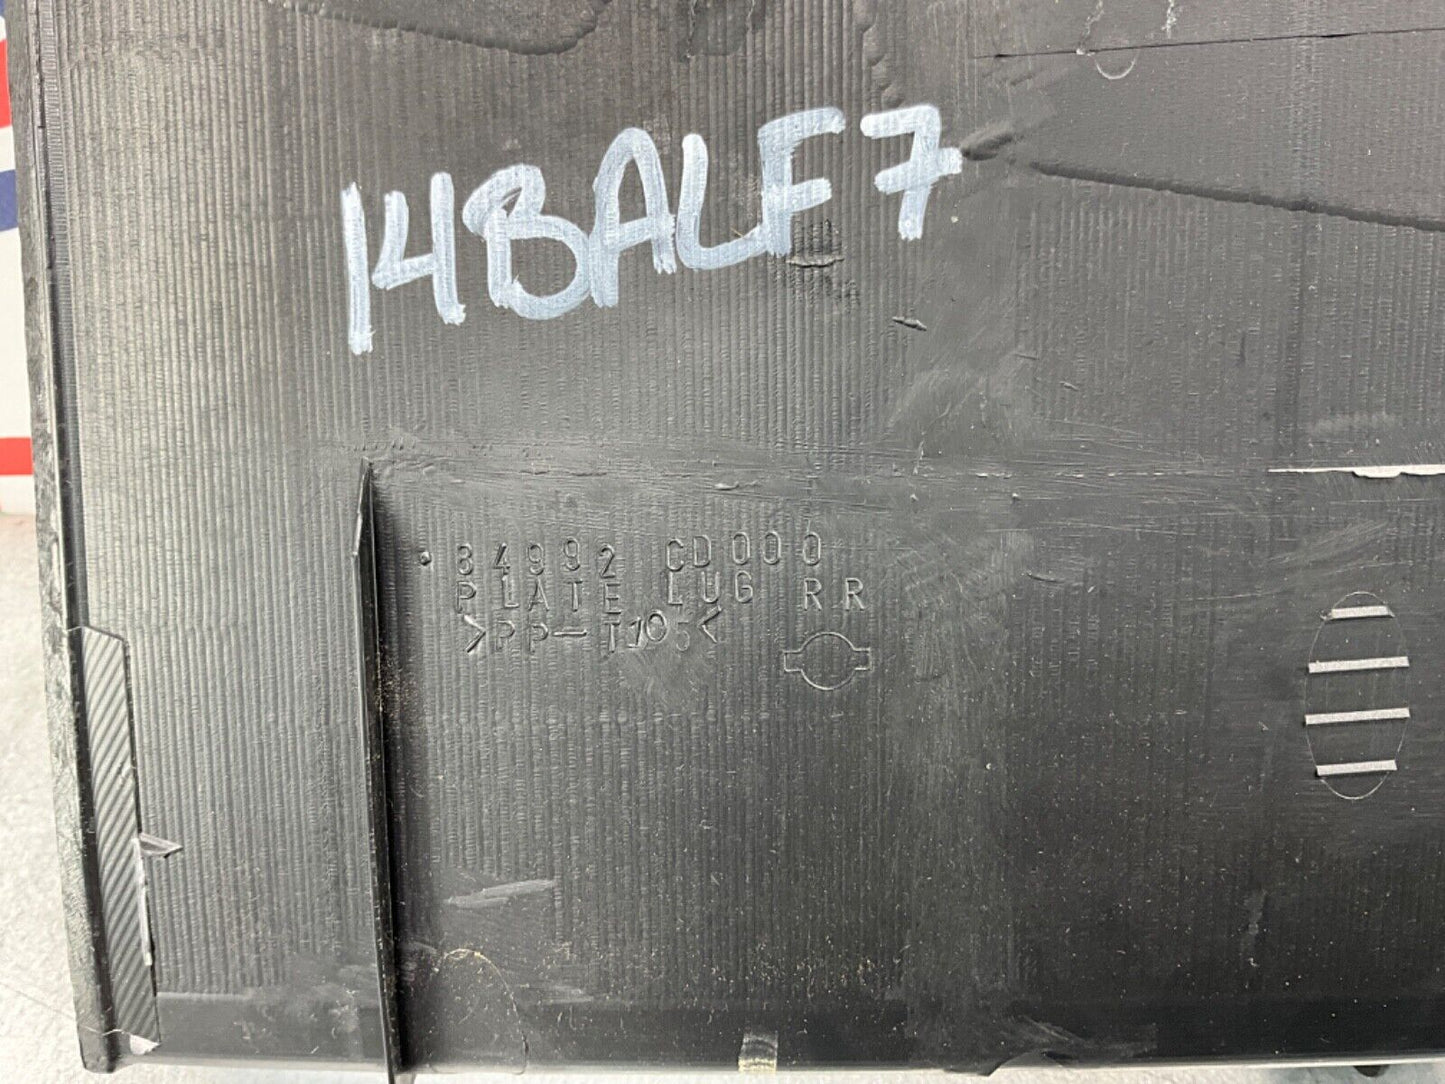 14BALF7
84992 CD000
PLATE LUG RR
>PP-T10<